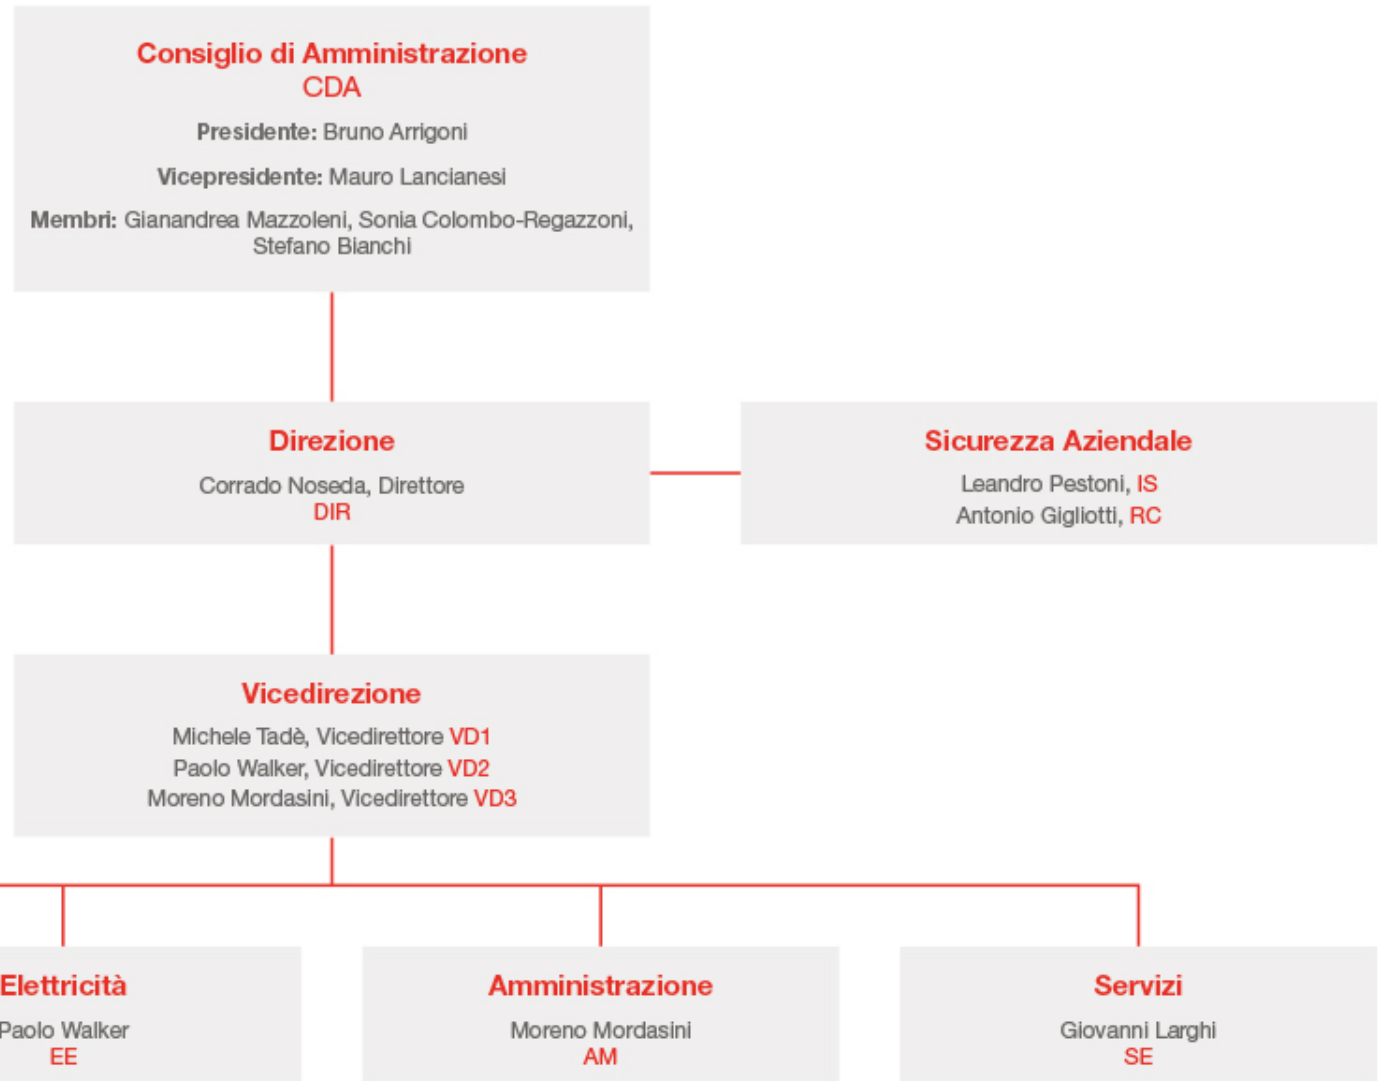 Consiglio di Amministrazione
CDA
Presidente: Bruno Arrigoni
Vicepresidente: Mauro Lancianesi
Membri: Gianandrea Mazzoleni, Sonia Colombo-Regazzoni,
Stefano Bianchi
Direzione
Corrado Noseda, Direttore
DIR
Sicurezza Aziendale
Leandro Pestoni, IS
Antonio Gigliotti, RC
Vicedirezione
Michele Tadè, Vicedirettore VD1
Paolo Walker, Vicedirettore VD2
Moreno Mordasini, Vicedirettore VD3
Elettricità
Paolo Walker
EE
Amministrazione
Moreno Mordasini
AM
Servizi
Giovanni Larghi
SE